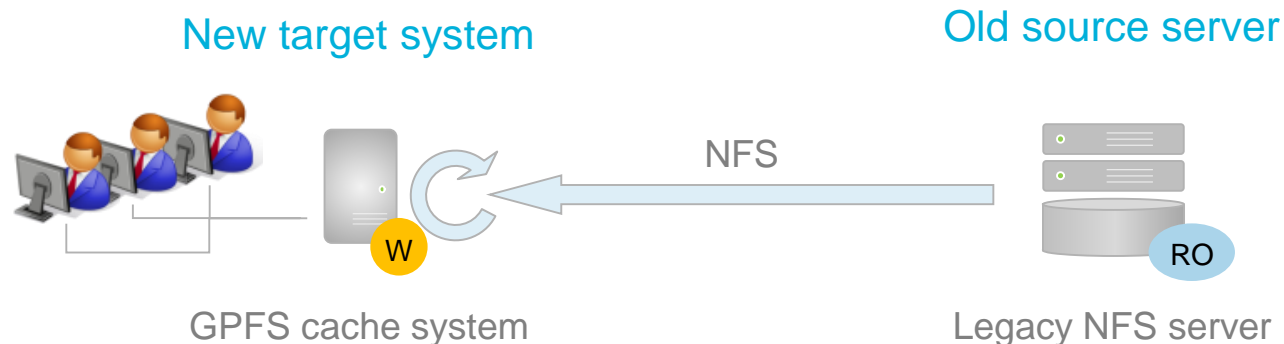 New target system
Old source server
NFS
W
RO
GPFS cache system
Legacy NFS server